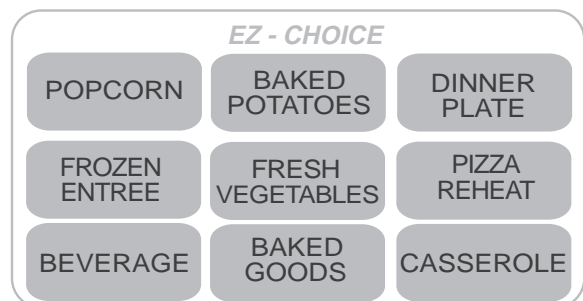 EZ - CHOICE
POPCORN
BAKED
POTATOES
DINNER
PLATE
FROZEN
ENTREE
FRESH
VEGETABLES
PIZZA
REHEAT
BEVERAGE
BAKED
GOODS
CASSEROLE